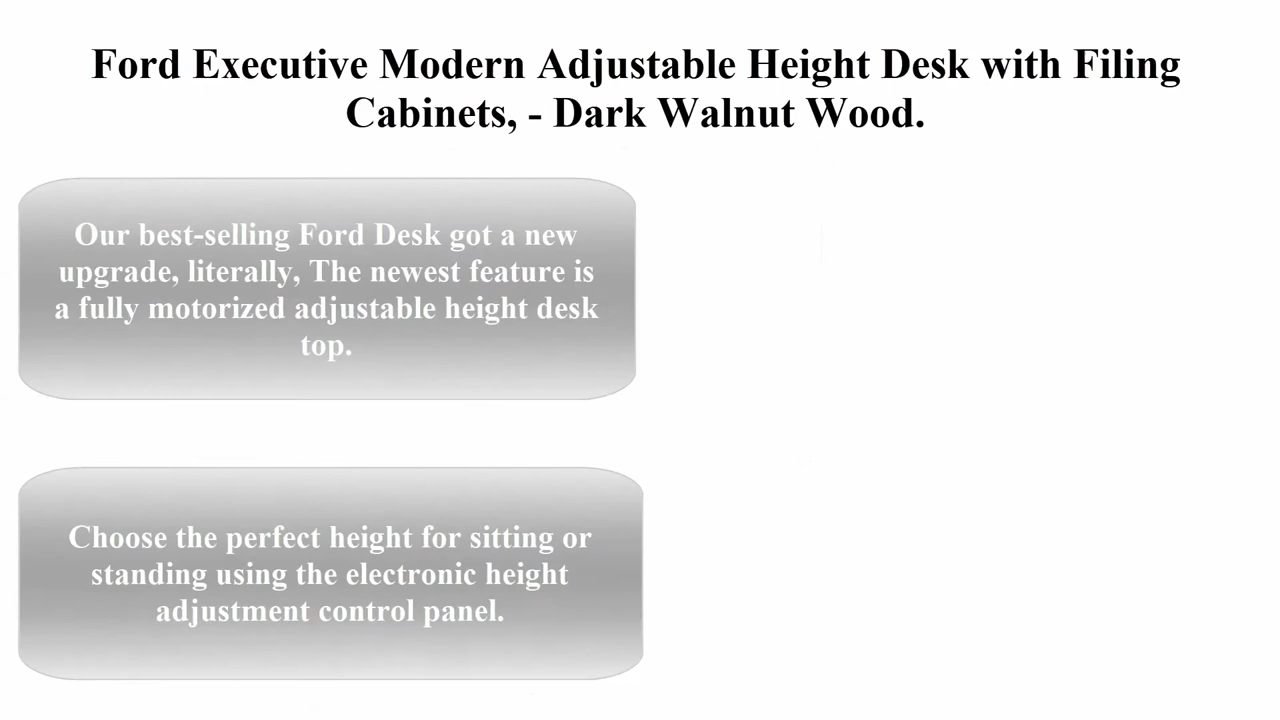 Ford Executive Modern Adjustable Height Desk with Filing
Cabinets, - Dark Walnut Wood.
Our best-selling Ford Desk got a new
upgrade, literally, The newest feature is
a fully motorized adjustable height desk
top.
Choose the perfect height for sitting or
standing using the electronic height
adjustment control panel.